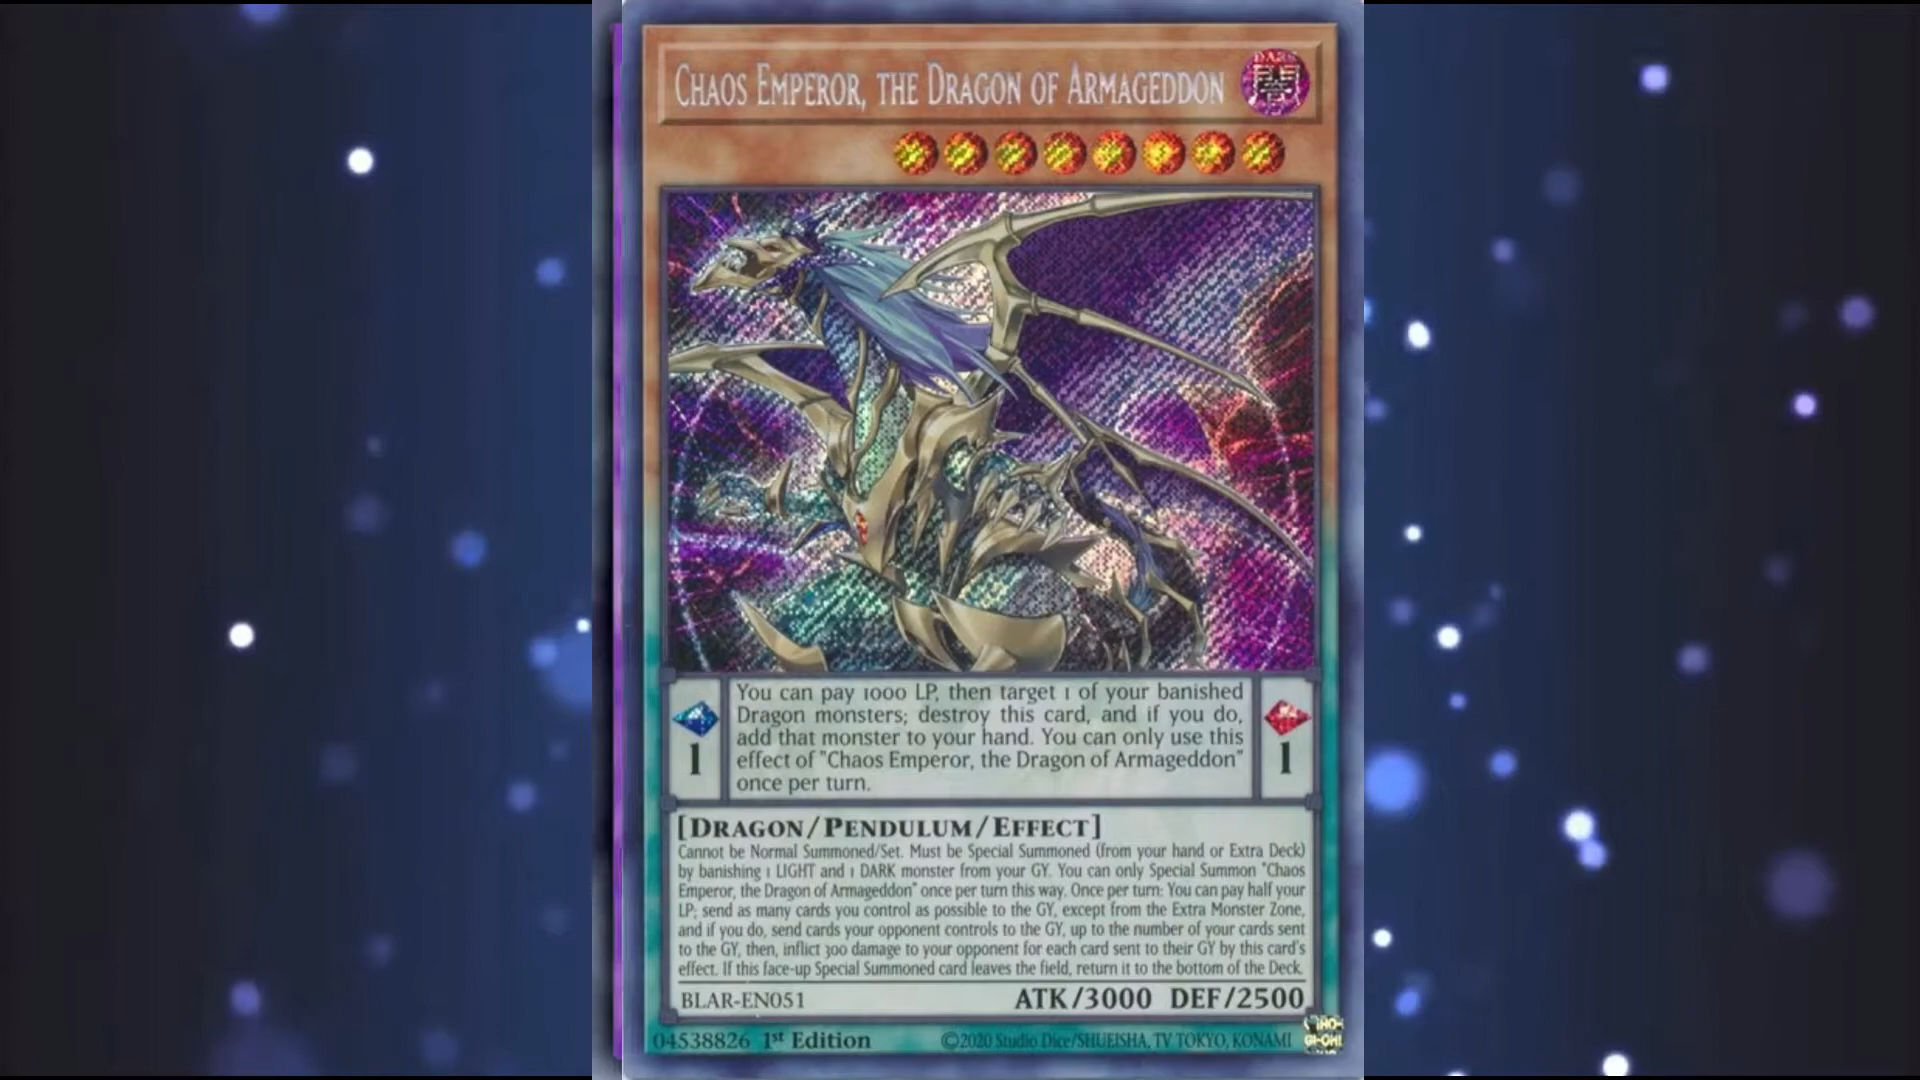 CHAOS EMPEROR, THE DRAGON OF ARMAGEDDON
DARK
闇
You can pay 1000 LP, then target 1 of your banished
Dragon monsters; destroy this card, and if you do,
add that monster to your hand. You can only use this
effect of "Chaos Emperor, the Dragon of Armageddon"
once per turn.
1
1
[DRAGON/PENDULUM/EFFECT]
Cannot be Normal Summoned/Set. Must be Special Summoned (from your hand or Extra Deck)
by banishing 1 LIGHT and 1 DARK monster from your GY. You can only Special Summon "Chaos
Emperor, the Dragon of Armageddon" once per turn this way. Once per turn: You can pay half your
LP; send as many cards you control as possible to the GY, except from the Extra Monster Zone,
and if you do, send cards your opponent controls to the GY, up to the number of your cards sent
to the GY, then, inflict 300 damage to your opponent for each card sent to their GY by this card's
effect. If this face-up Special Summoned card leaves the field, return it to the bottom of the Deck.
BLAR-EN051 ATK/3000 DEF/2500
04538826 1st Edition ©2020 Studio Dice/SHUEISHA, TV TOKYO, KONAMI